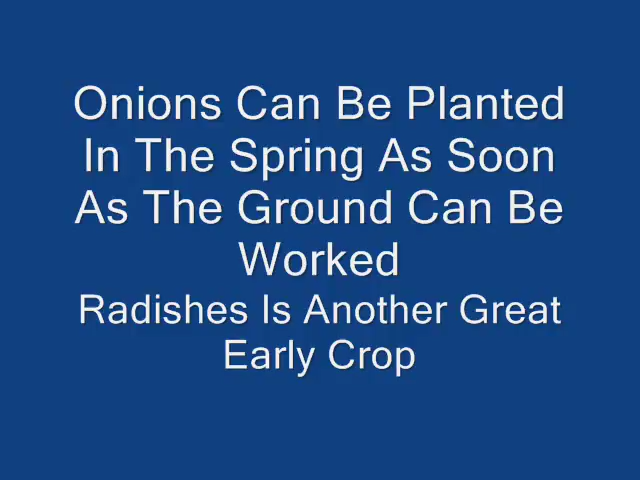 Onions Can Be Planted
In The Spring As Soon
As The Ground Can Be
Worked
Radishes Is Another Great
Early Crop